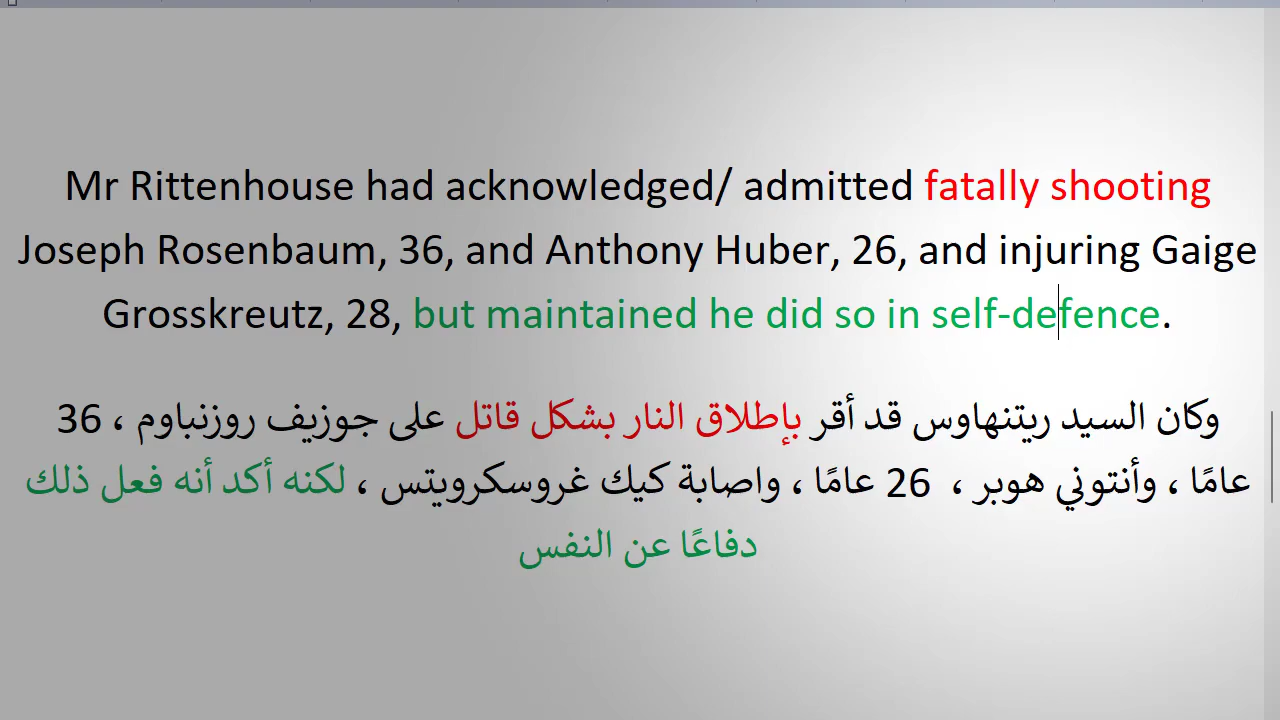 Mr Rittenhouse had acknowledged/ admitted fatally shooting
Joseph Rosenbaum, 36, and Anthony Huber, 26, and injuring Gaige
Grosskreutz, 28, but maintained he did so in self-defence.
وكان السيد ريتنهاوس قد أقر بإطلاق النار بشكل قاتل على جوزيف روزنباوم ، 36
عامًا ، وأنتوني هوبر ، 26 عامًا ، واصابة كيك غروسكرويتس ، لكنه أكد أنه فعل ذلك
دفاعًا عن النفس